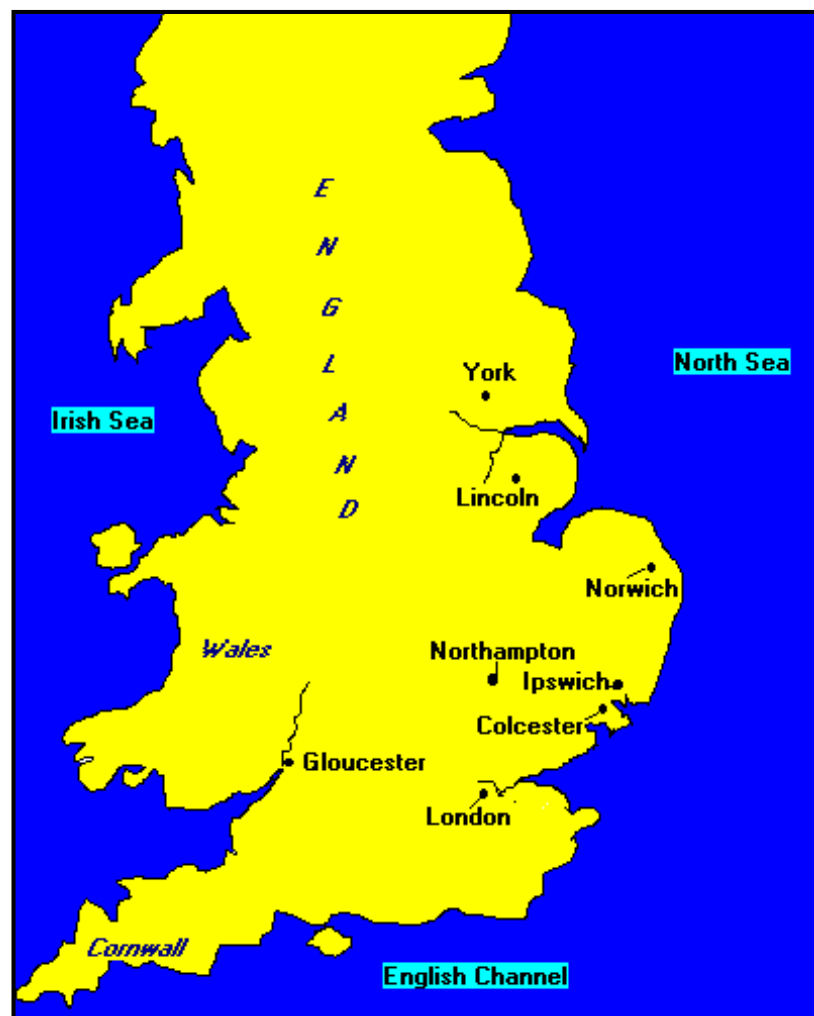 E
N
G
L
A
N
D
North Sea
York
Irish Sea
Lincoln
Norwich
Wales
Northampton
Ipswich
Colcester
Gloucester
London
Cornwall
English Channel